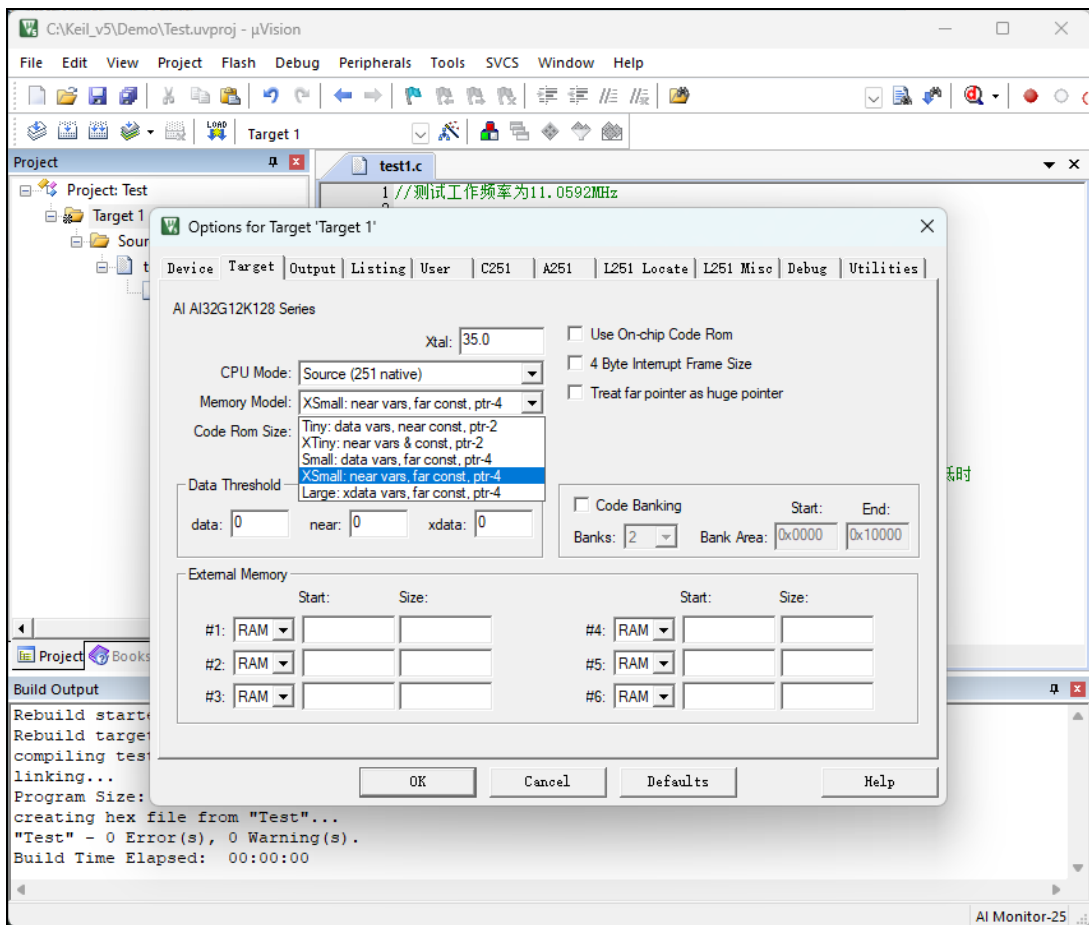 C:\Keil_v5\Demo\Test.uvproj - µVision
File Edit View Project Flash Debug Peripherals Tools SVCS Window Help
LOAD
Target 1
Project
test1.c
Project: Test
1 //测试工作频率为11.0592MHz
Target 1
Sour
t
Options for Target 'Target 1'
Device Target Output Listing User C251 A251 L251 Locate L251 Misc Debug Utilities
AI AI32G12K128 Series
Xtal: 35.0
Use On-chip Code Rom
CPU Mode: Source (251 native)
4 Byte Interrupt Frame Size
Memory Model: XSmall: near vars, far const, ptr-4
Treat far pointer as huge pointer
Code Rom Size:
Tiny: data vars, near const, ptr-2
XTiny: near vars & const, ptr-2
Small: data vars, far const, ptr-4
XSmall: near vars, far const, ptr-4
Large: xdata vars, far const, ptr-4
时
Data Threshold
data: 0 near: 0 xdata: 0
Code Banking Start: End:
Banks: 2 Bank Area: 0x0000 0x10000
External Memory
Start: Size: Start: Size:
#1: RAM #4: RAM
#2: RAM #5: RAM
#3: RAM #6: RAM
OK Cancel Defaults Help
Project Books
Build Output
Rebuild starte
Rebuild target
compiling test
linking...
Program Size:
creating hex file from "Test"...
"Test" - 0 Error(s), 0 Warning(s).
Build Time Elapsed: 00:00:00
AI Monitor-25